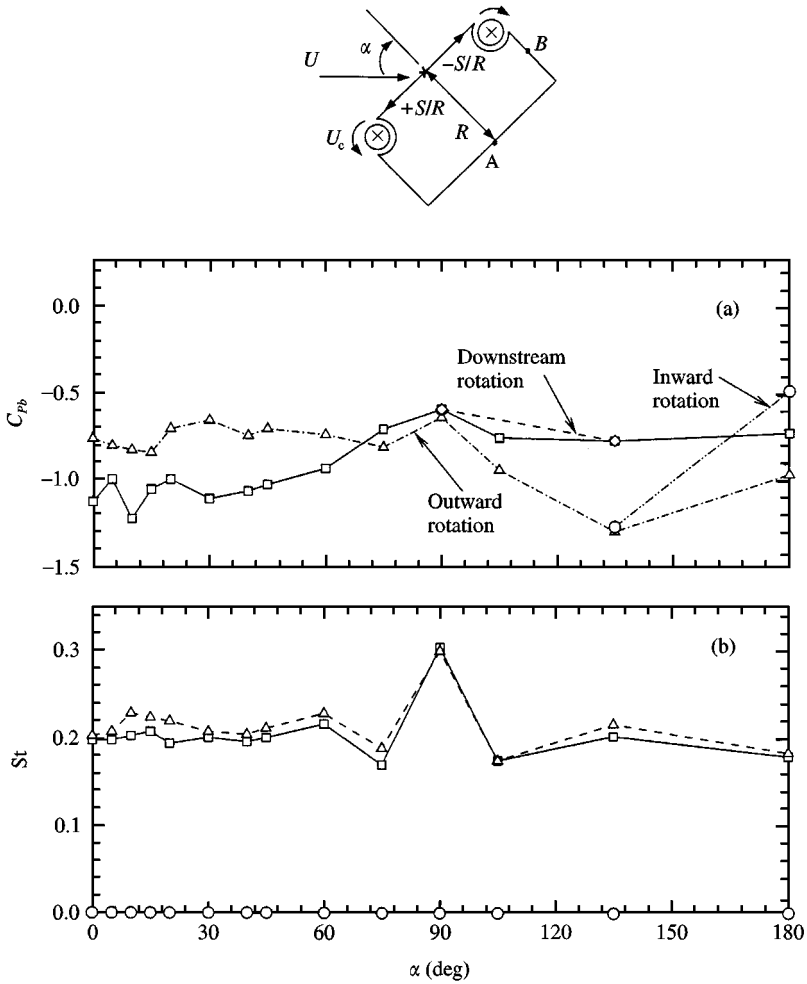 α
U
B
−S/R
+S/R
R
U_c
A
0.0
(a)
Downstream
rotation
Inward
rotation
−0.5
C_Pb
−1.0
Outward
rotation
−1.5
0.3
(b)
0.2
St
0.1
0.0
0 30 60 90 120 150 180
α (deg)